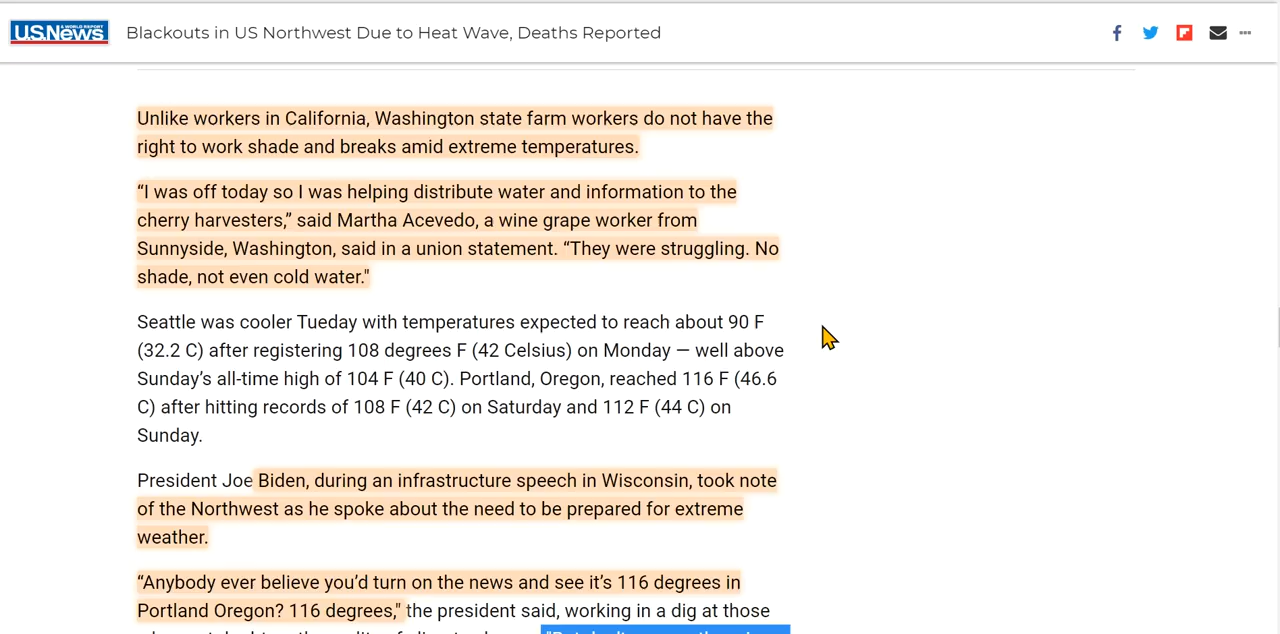 U.S.News
& WORLD REPORT
Blackouts in US Northwest Due to Heat Wave, Deaths Reported
Unlike workers in California, Washington state farm workers do not have the
right to work shade and breaks amid extreme temperatures.
“I was off today so I was helping distribute water and information to the
cherry harvesters,” said Martha Acevedo, a wine grape worker from
Sunnyside, Washington, said in a union statement. “They were struggling. No
shade, not even cold water."
Seattle was cooler Tueday with temperatures expected to reach about 90 F
(32.2 C) after registering 108 degrees F (42 Celsius) on Monday — well above
Sunday’s all-time high of 104 F (40 C). Portland, Oregon, reached 116 F (46.6
C) after hitting records of 108 F (42 C) on Saturday and 112 F (44 C) on
Sunday.
President Joe Biden, during an infrastructure speech in Wisconsin, took note
of the Northwest as he spoke about the need to be prepared for extreme
weather.
“Anybody ever believe you’d turn on the news and see it’s 116 degrees in
Portland Oregon? 116 degrees," the president said, working in a dig at those